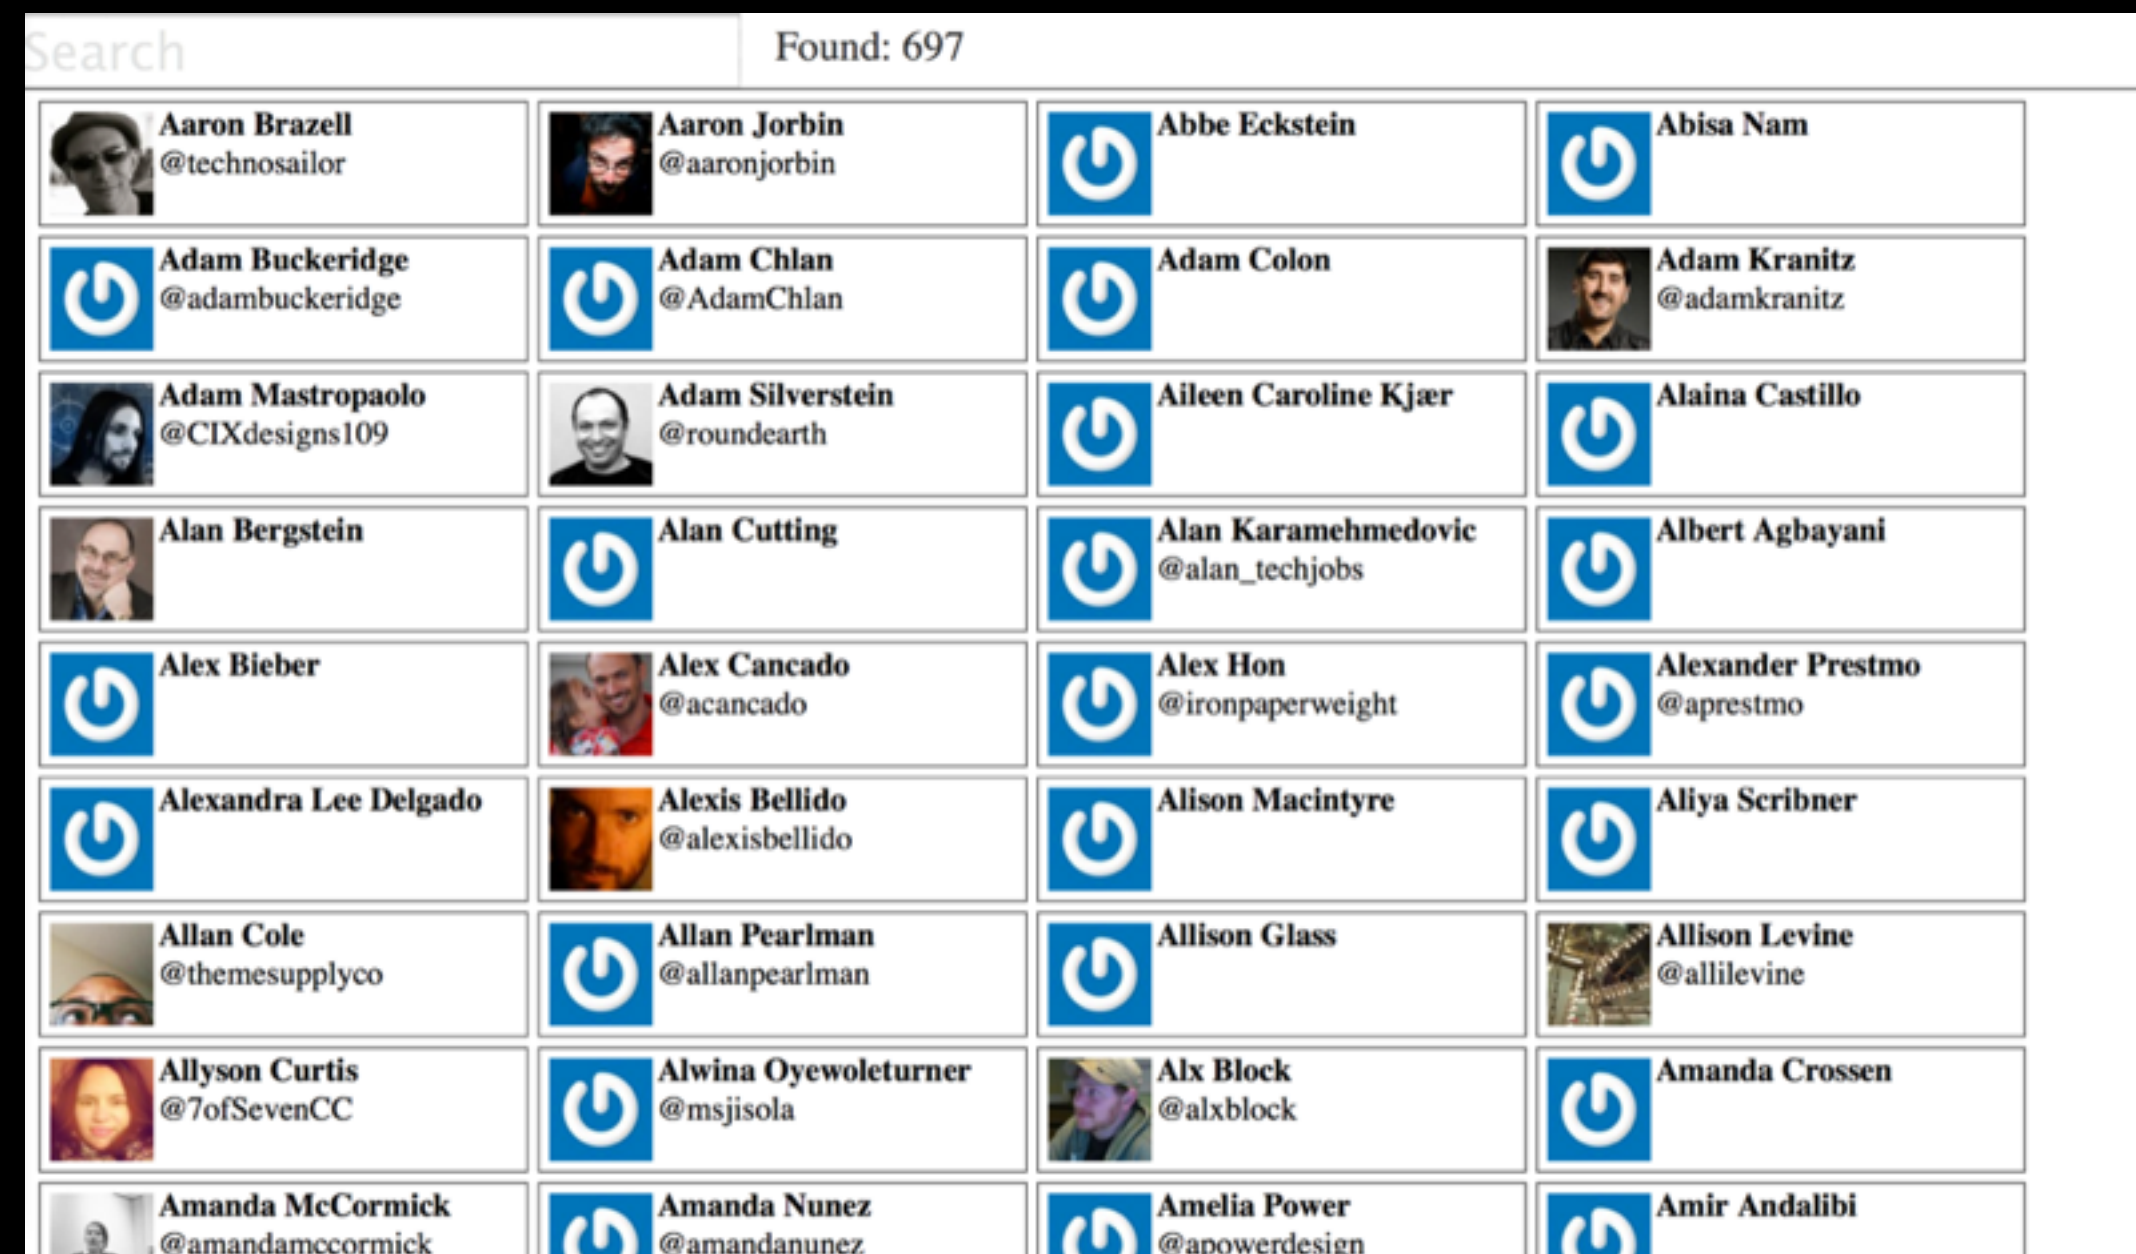 Search
Found: 697
Aaron Brazell
@technosailor
Aaron Jorbin
@aaronjorbin
Abbe Eckstein
Abisa Nam
Adam Buckeridge
@adambuckeridge
Adam Chlan
@AdamChlan
Adam Colon
Adam Kranitz
@adamkranitz
Adam Mastropaolo
@CIXdesigns109
Adam Silverstein
@roundearth
Aileen Caroline Kjær
Alaina Castillo
Alan Bergstein
Alan Cutting
Alan Karamehmedovic
@alan_techjobs
Albert Agbayani
Alex Bieber
Alex Cancado
@acancado
Alex Hon
@ironpaperweight
Alexander Prestmo
@aprestmo
Alexandra Lee Delgado
Alexis Bellido
@alexisbellido
Alison Macintyre
Aliya Scribner
Allan Cole
@themesupplyco
Allan Pearlman
@allanpearlman
Allison Glass
Allison Levine
@allilevine
Allyson Curtis
@7ofSevenCC
Alwina Oyewoleturner
@msjisola
Alx Block
@alxblock
Amanda Crossen
Amanda McCormick
@amandamccormick
Amanda Nunez
@amandanunez
Amelia Power
@apowerdesign
Amir Andalibi